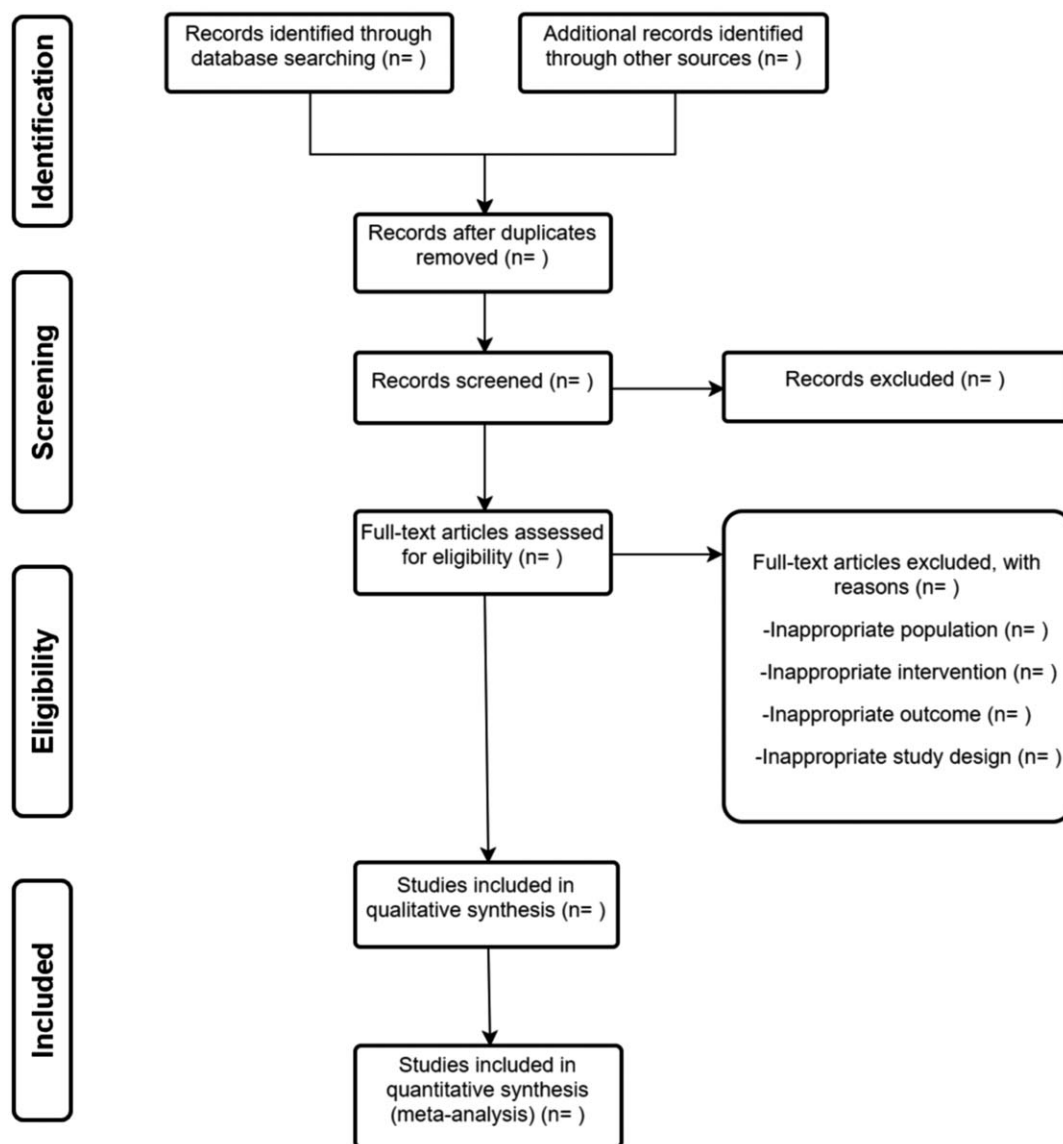 Identification
Records identified through
database searching (n= )
Additional records identified
through other sources (n= )
Records after duplicates
removed (n= )
Screening
Records screened (n= )
Records excluded (n= )
Eligibility
Full-text articles assessed
for eligibility (n= )
Full-text articles excluded, with
reasons (n= )
-Inappropriate population (n= )
-Inappropriate intervention (n= )
-Inappropriate outcome (n= )
-Inappropriate study design (n= )
Included
Studies included in
qualitative synthesis (n= )
Studies included in
quantitative synthesis
(meta-analysis) (n= )